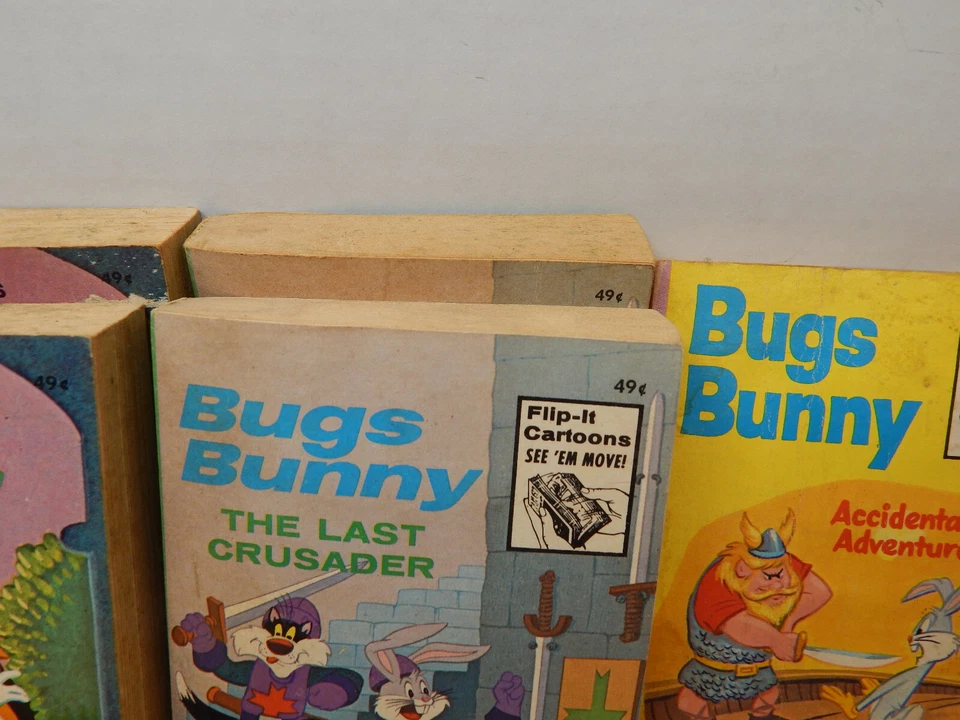 49¢
49¢
49¢
Bugs
Bunny
THE LAST
CRUSADER
49¢
Flip-It
Cartoons
SEE 'EM MOVE!
Bugs
Bunny